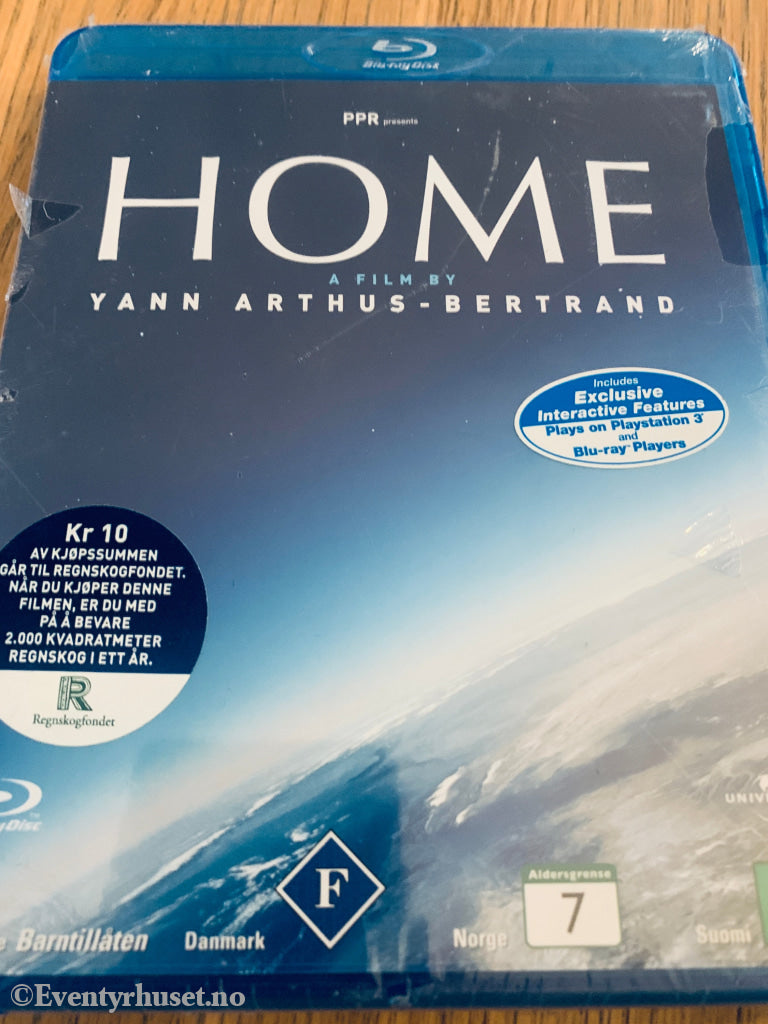 Blu-ray Disc
PPR presents
HOME
A FILM BY
YANN ARTHUS-BERTRAND
Includes
Exclusive
Interactive Features
Plays on Playstation 3
and
Blu-ray Players
Kr 10
AV KJØPSSUMMEN
GÅR TIL REGNSKOGFONDET.
NÅR DU KJØPER DENNE
FILMEN, ER DU MED
PÅ Å BEVARE
2.000 KVADRATMETER
REGNSKOG I ETT ÅR.
R
Regnskogfondet
Barntillåten
Danmark
F
Norge
Aldersgrense
7
Suomi
©Eventyrhuset.no